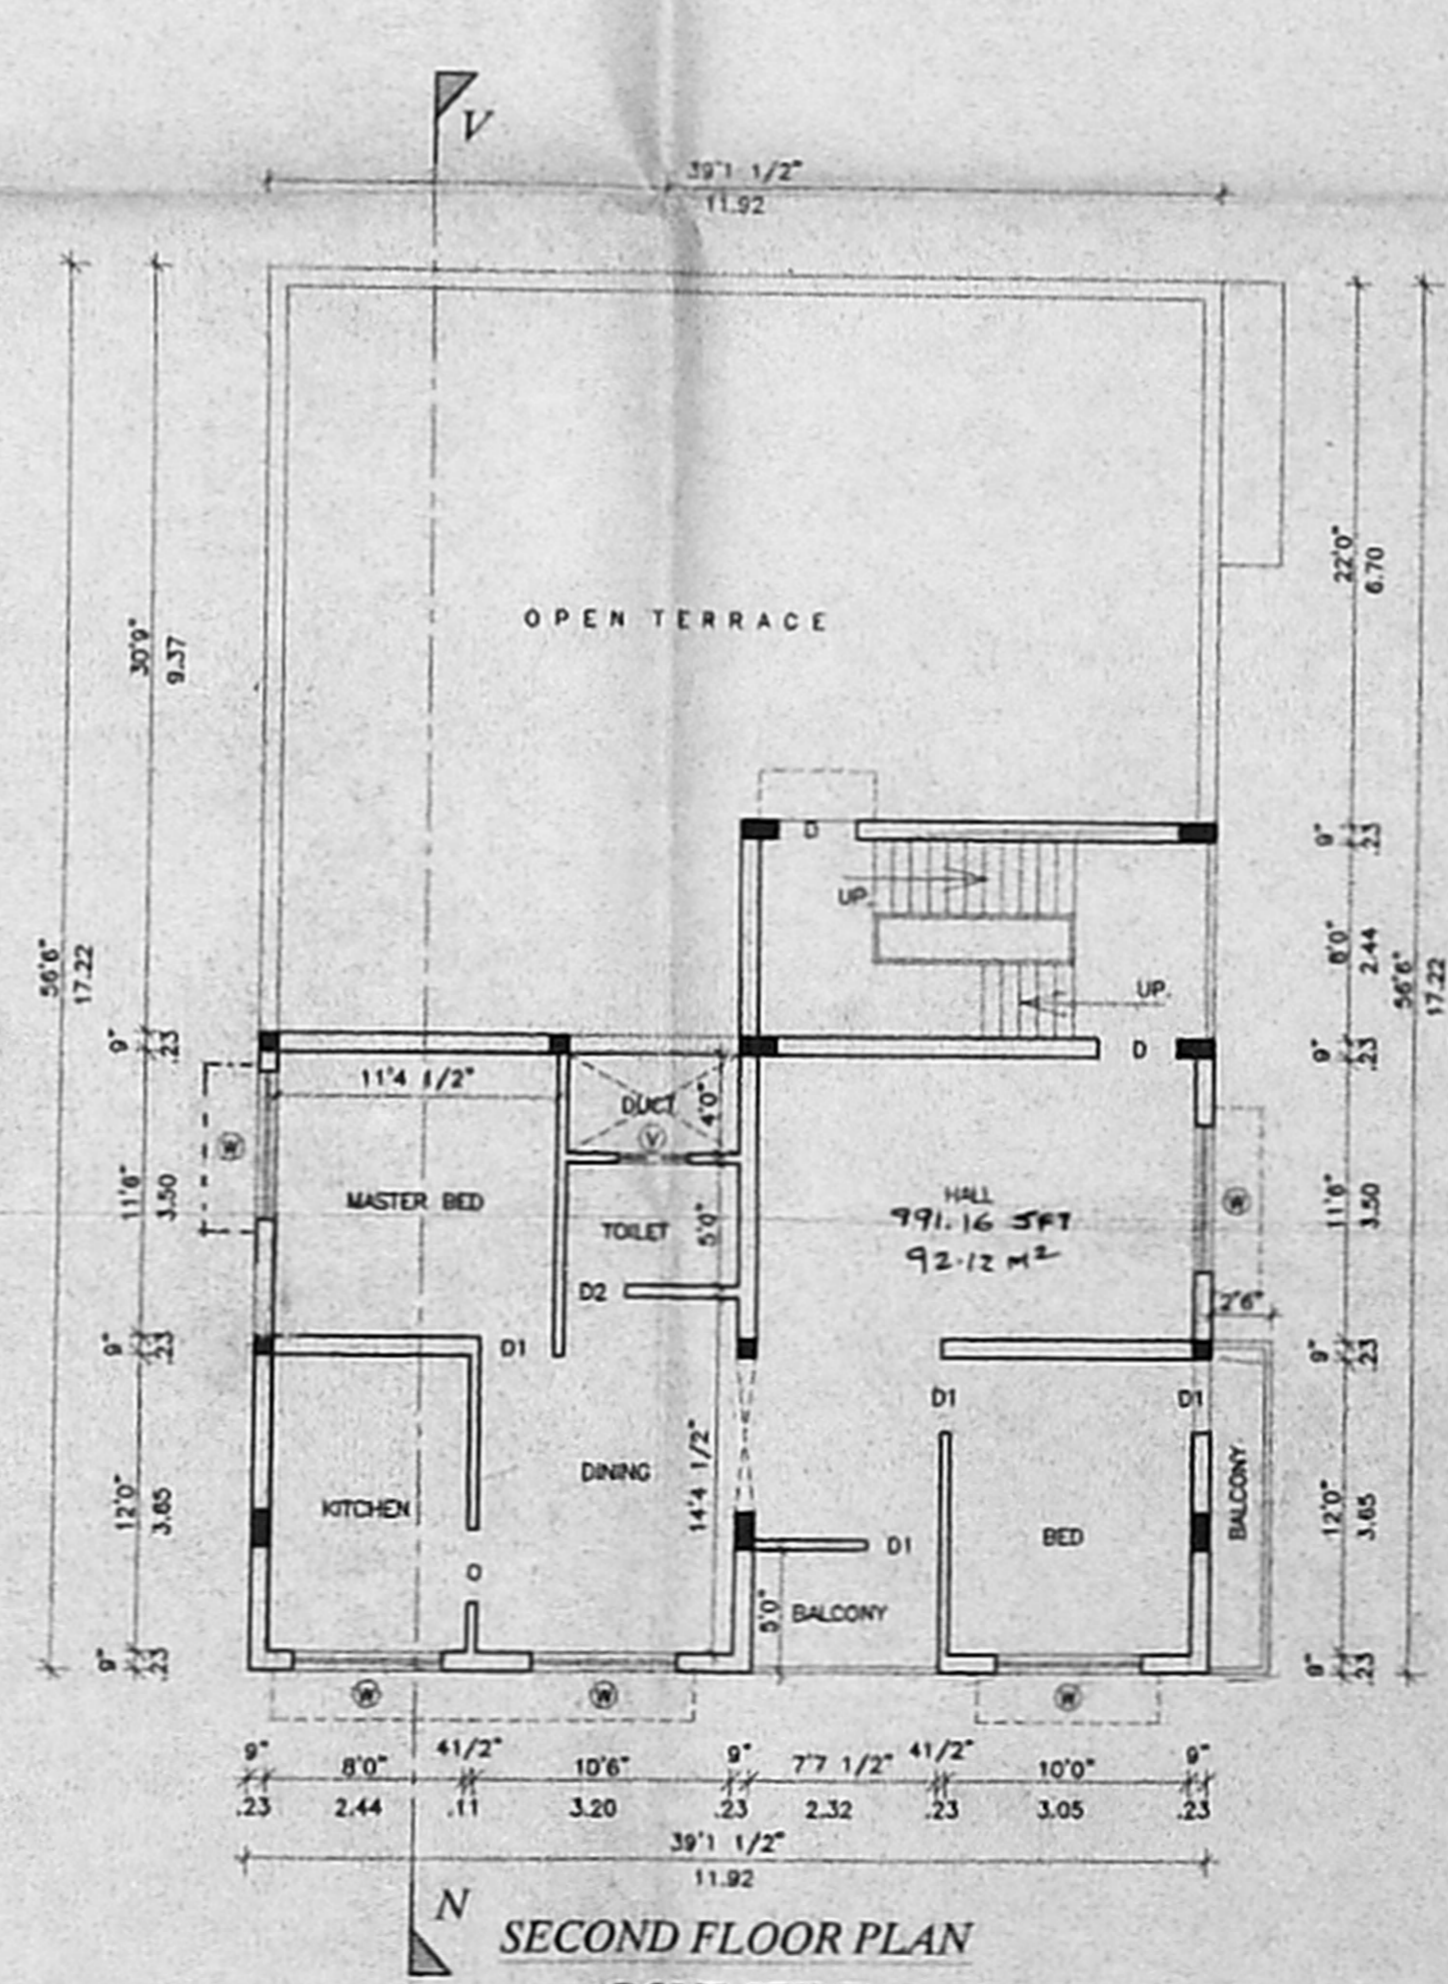 V
39'1 1/2"
11.92
30'9"
9.37
22'0"
6.70
OPEN TERRACE
D
UP.
UP.
D
9"
.23
8'0"
2.44
56'6"
17.22
56'6"
17.22
9"
.23
9"
.23
11'4 1/2"
DUCT
4'0"
V
W
MASTER BED
11'6"
3.50
TOILET
5'0"
HALL
991.16 SFT
92.12 M²
W
11'6"
3.50
D2
2'6"
9"
.23
D1
9"
.23
D1
D1
DINING
14'4 1/2"
KITCHEN
12'0"
3.65
BALCONY
12'0"
3.65
BED
D1
O
5'0"
BALCONY
9"
.23
9"
.23
W
W
W
9"
8'0"
41/2"
10'6"
9"
7'7 1/2"
41/2"
10'0"
9"
.23
2.44
.11
3.20
.23
2.32
.23
3.05
.23
39'1 1/2"
11.92
N
SECOND FLOOR PLAN